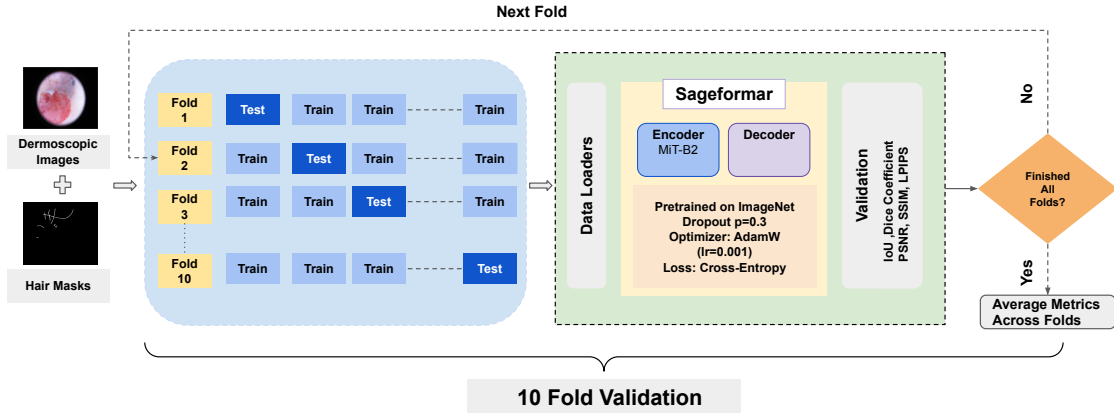 Next Fold
Dermoscopic
Images
Hair Masks
Fold
1
Test
Train
Train
Train
Fold
2
Train
Test
Train
Train
Fold
3
Train
Train
Test
Train
Fold
10
Train
Train
Train
Test
Data Loaders
Sageformar
Encoder
MiT-B2
Decoder
Pretrained on ImageNet
Dropout p=0.3
Optimizer: AdamW
(lr=0.001)
Loss: Cross-Entropy
Validation
IoU ,Dice Coefficient
PSNR, SSIM, LPIPS
No
Finished
All
Folds?
Yes
Average Metrics
Across Folds
10 Fold Validation